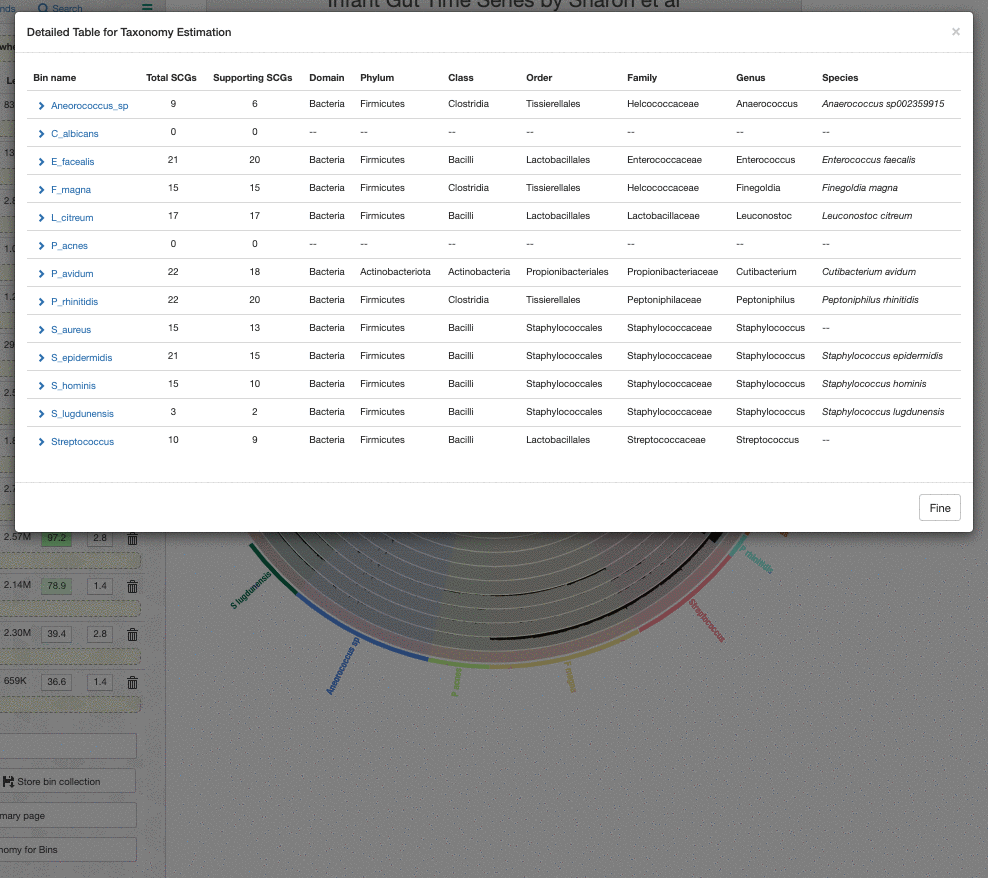 Search
Infant Gut Time Series by Sharon et al
Detailed Table for Taxonomy Estimation ×
Bin name Total SCGs Supporting SCGs Domain Phylum Class Order Family Genus Species
Aneorococcus_sp 9 6 Bacteria Firmicutes Clostridia Tissierellales Helcococcaceae Anaerococcus Anaerococcus sp002359915
C_albicans 0 0 -- -- -- -- -- -- --
E_facealis 21 20 Bacteria Firmicutes Bacilli Lactobacillales Enterococcaceae Enterococcus Enterococcus faecalis
F_magna 15 15 Bacteria Firmicutes Clostridia Tissierellales Helcococcaceae Finegoldia Finegoldia magna
L_citreum 17 17 Bacteria Firmicutes Bacilli Lactobacillales Lactobacillaceae Leuconostoc Leuconostoc citreum
P_acnes 0 0 -- -- -- -- -- -- --
P_avidum 22 18 Bacteria Actinobacteriota Actinobacteria Propionibacteriales Propionibacteriaceae Cutibacterium Cutibacterium avidum
P_rhinitidis 22 20 Bacteria Firmicutes Clostridia Tissierellales Peptoniphilaceae Peptoniphilus Peptoniphilus rhinitidis
S_aureus 15 13 Bacteria Firmicutes Bacilli Staphylococcales Staphylococcaceae Staphylococcus --
S_epidermidis 21 15 Bacteria Firmicutes Bacilli Staphylococcales Staphylococcaceae Staphylococcus Staphylococcus epidermidis
S_hominis 15 10 Bacteria Firmicutes Bacilli Staphylococcales Staphylococcaceae Staphylococcus Staphylococcus hominis
S_lugdunensis 3 2 Bacteria Firmicutes Bacilli Staphylococcales Staphylococcaceae Staphylococcus Staphylococcus lugdunensis
Streptococcus 10 9 Bacteria Firmicutes Bacilli Lactobacillales Streptococcaceae Streptococcus --
Fine
2.57M 97.2 2.8
2.14M 78.9 1.4
2.30M 39.4 2.8
659K 36.6 1.4
S lugdunensis
Aneorococcus sp
P acnes
Streptococcus
P rhinitidis
Store bin collection
mary page
nomy for Bins